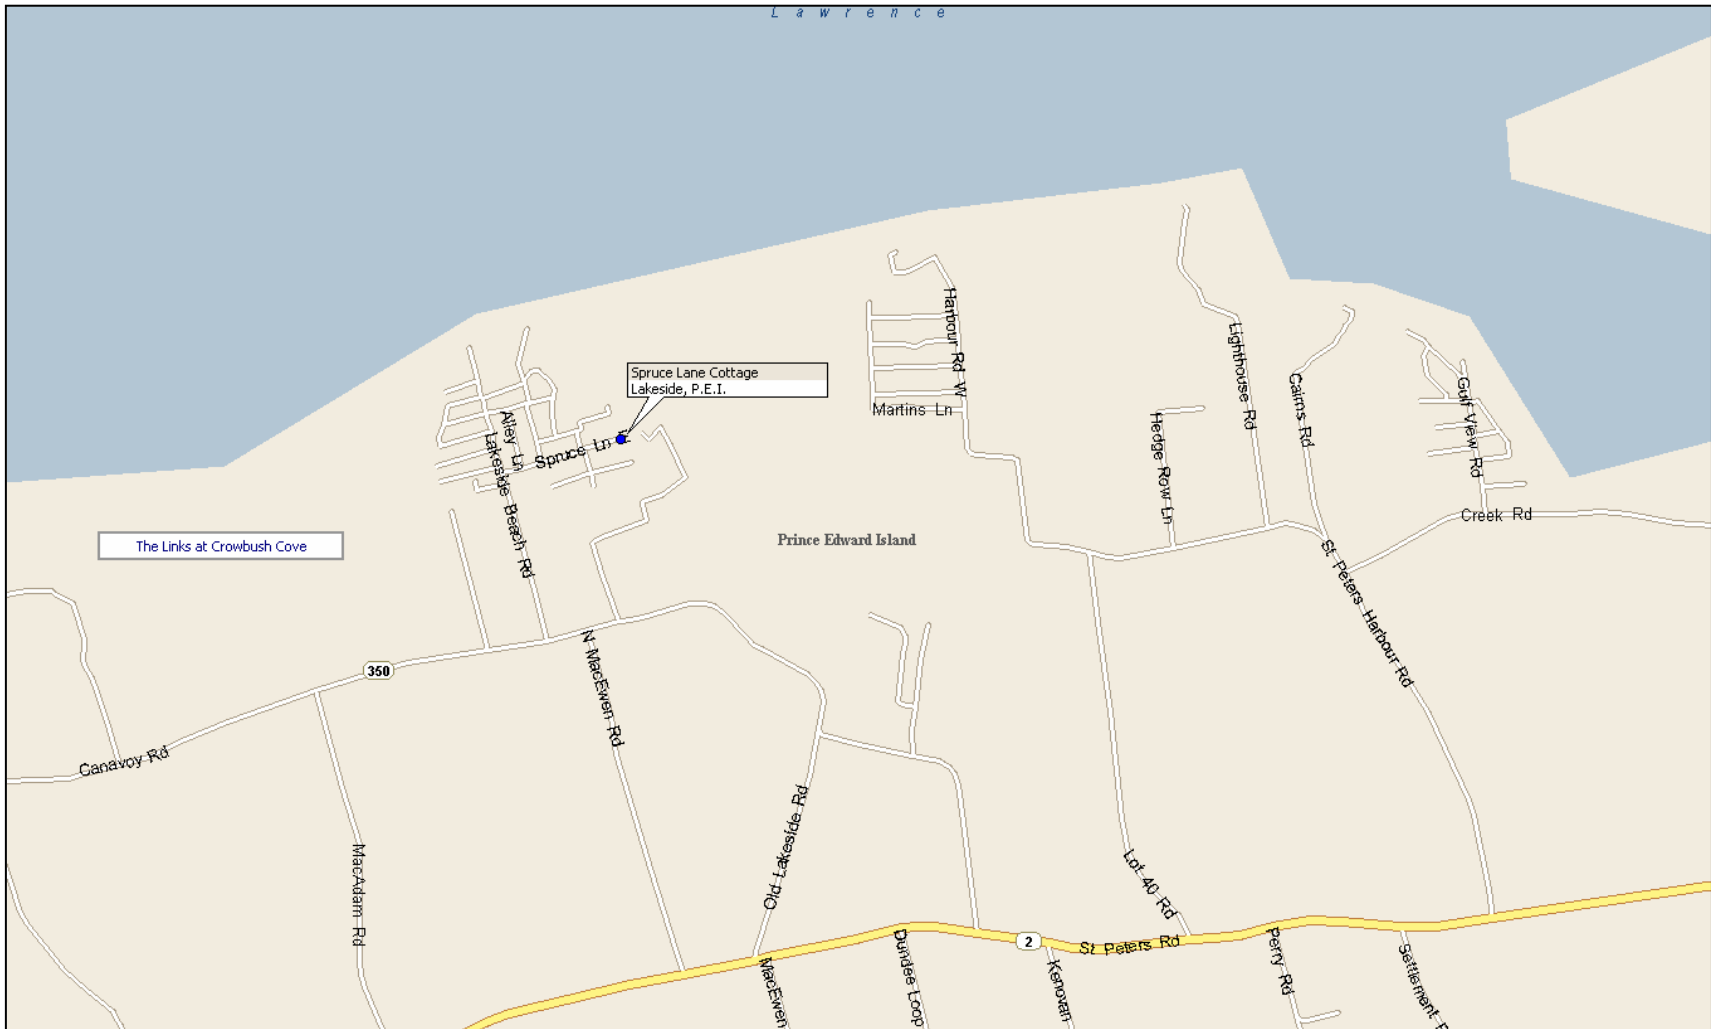 Lawrence
Spruce Lane Cottage
Lakeside, P.E.I.
Harbour Rd W
Martins Ln
Lighthouse Rd
Cairns Rd
Gulf View Rd
Hedge Row Ln
Alley Ln
Spruce Ln E
Lakeside Beach Rd
Creek Rd
The Links at Crowbush Cove
Prince Edward Island
St Peters Harbour Rd
N MacEwen Rd
350
Canavoy Rd
Old Lakeside Rd
MacAdam Rd
Lot 40 Rd
2
St Peters Rd
MacEwen
Dundee Loop
Kenovan
Perry Rd
Settlement R